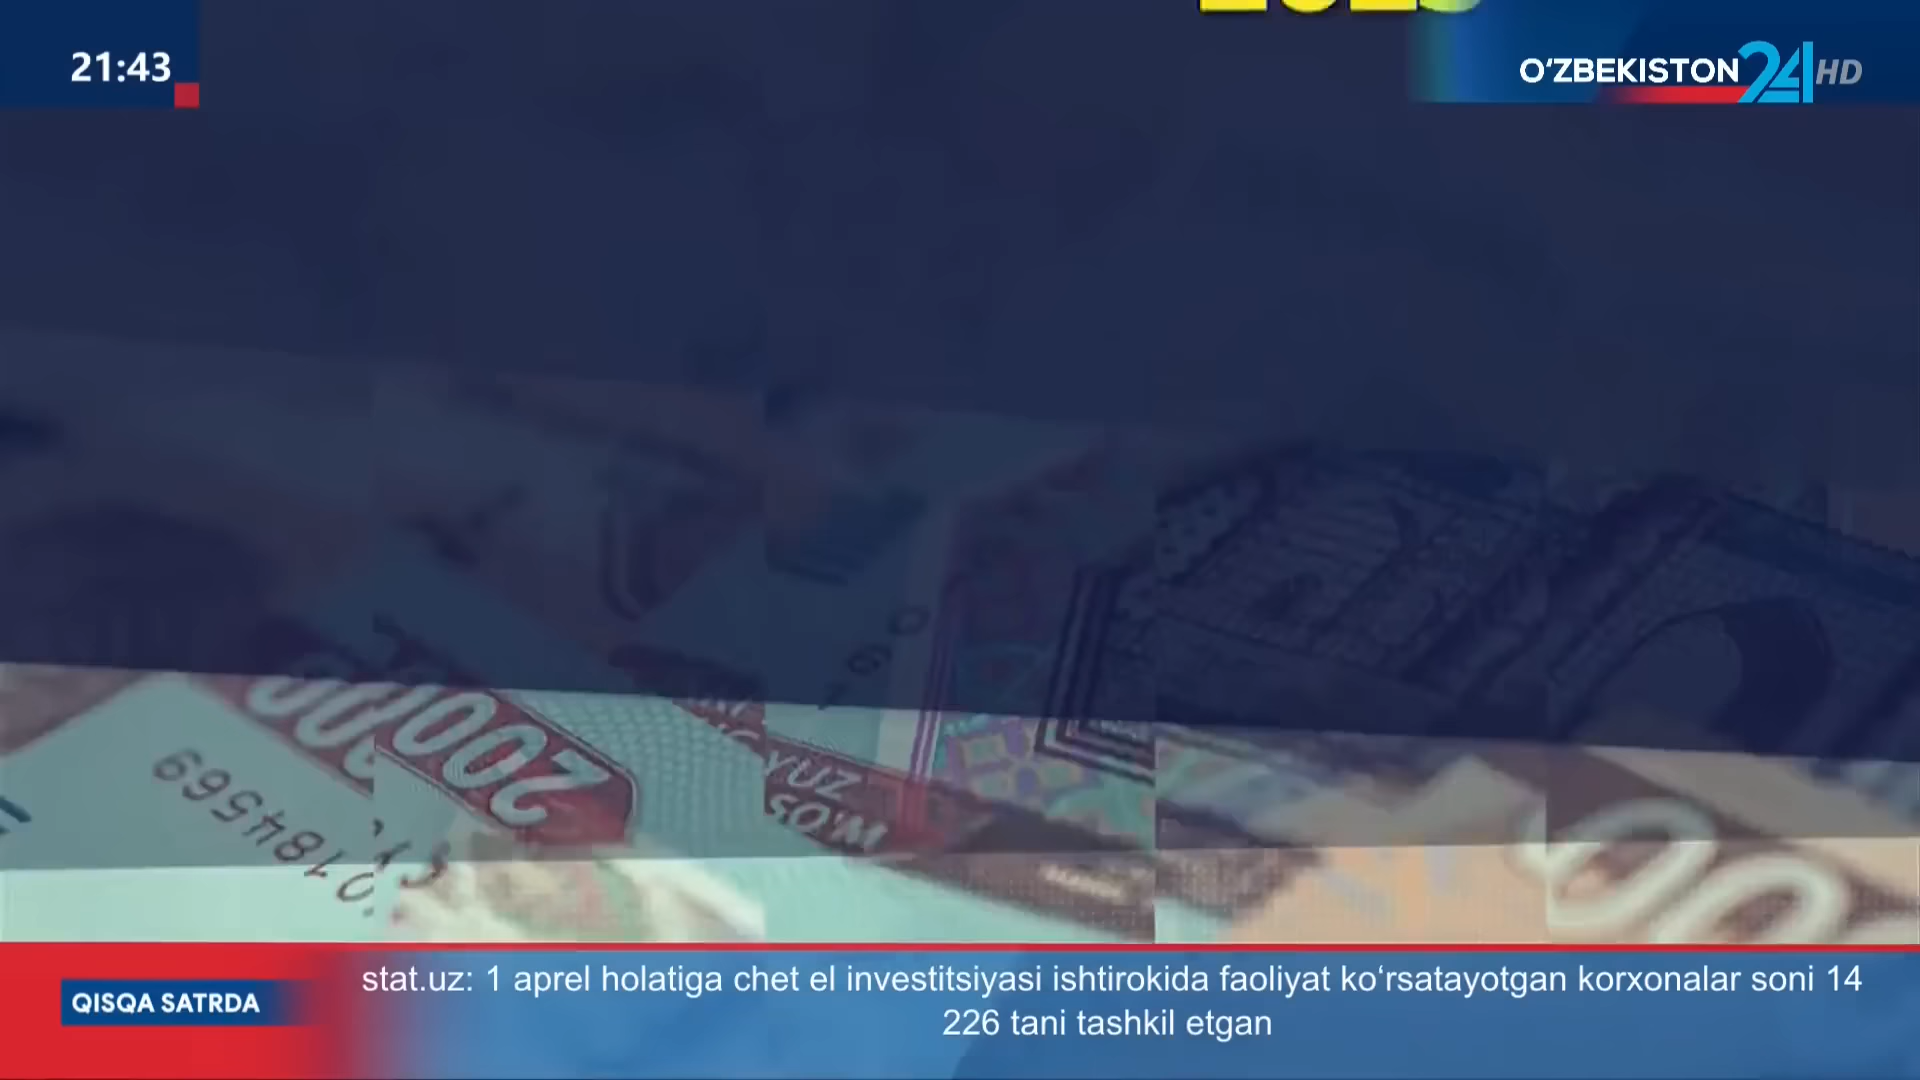 21:43
O‘ZBEKISTON 24 HD
200000
0184569
YUZ
SO'M
QISQA SATRDA
stat.uz: 1 aprel holatiga chet el investitsiyasi ishtirokida faoliyat ko‘rsatayotgan korxonalar soni 14
226 tani tashkil etgan